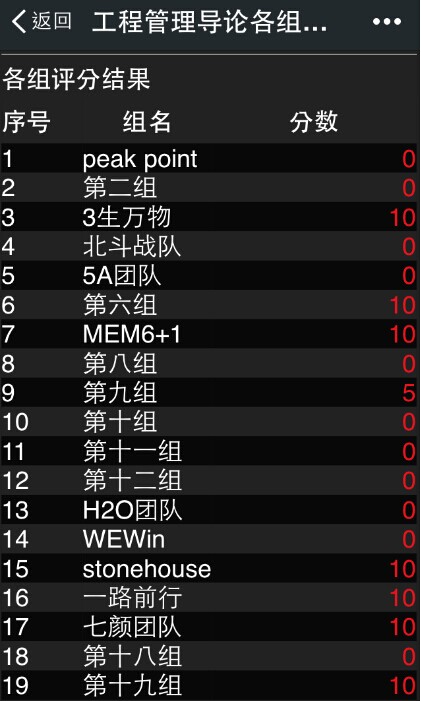 返回 工程管理导论各组...
各组评分结果
序号 组名 分数
1 peak point 0
2 第二组 0
3 3生万物 10
4 北斗战队 0
5 5A团队 0
6 第六组 10
7 MEM6+1 10
8 第八组 0
9 第九组 5
10 第十组 0
11 第十一组 0
12 第十二组 0
13 H2O团队 0
14 WEWin 0
15 stonehouse 10
16 一路前行 10
17 七颜团队 10
18 第十八组 0
19 第十九组 10